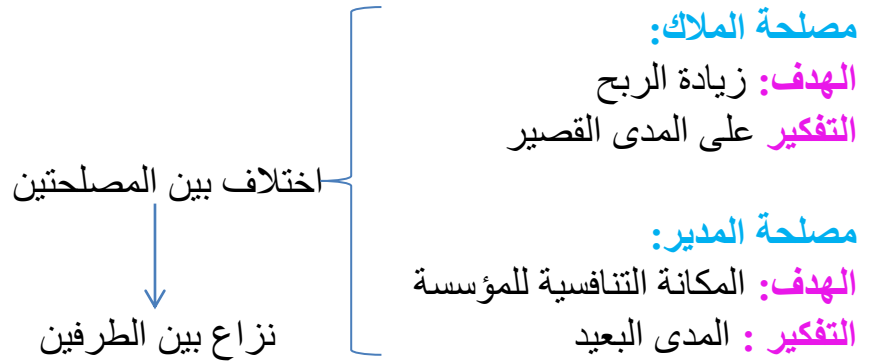 مصلحة الملاك:
الهدف: زيادة الربح
التفكير على المدى القصير
اختلاف بين المصلحتين
مصلحة المدير:
الهدف: المكانة التنافسية للمؤسسة
التفكير : المدى البعيد
نزاع بين الطرفين